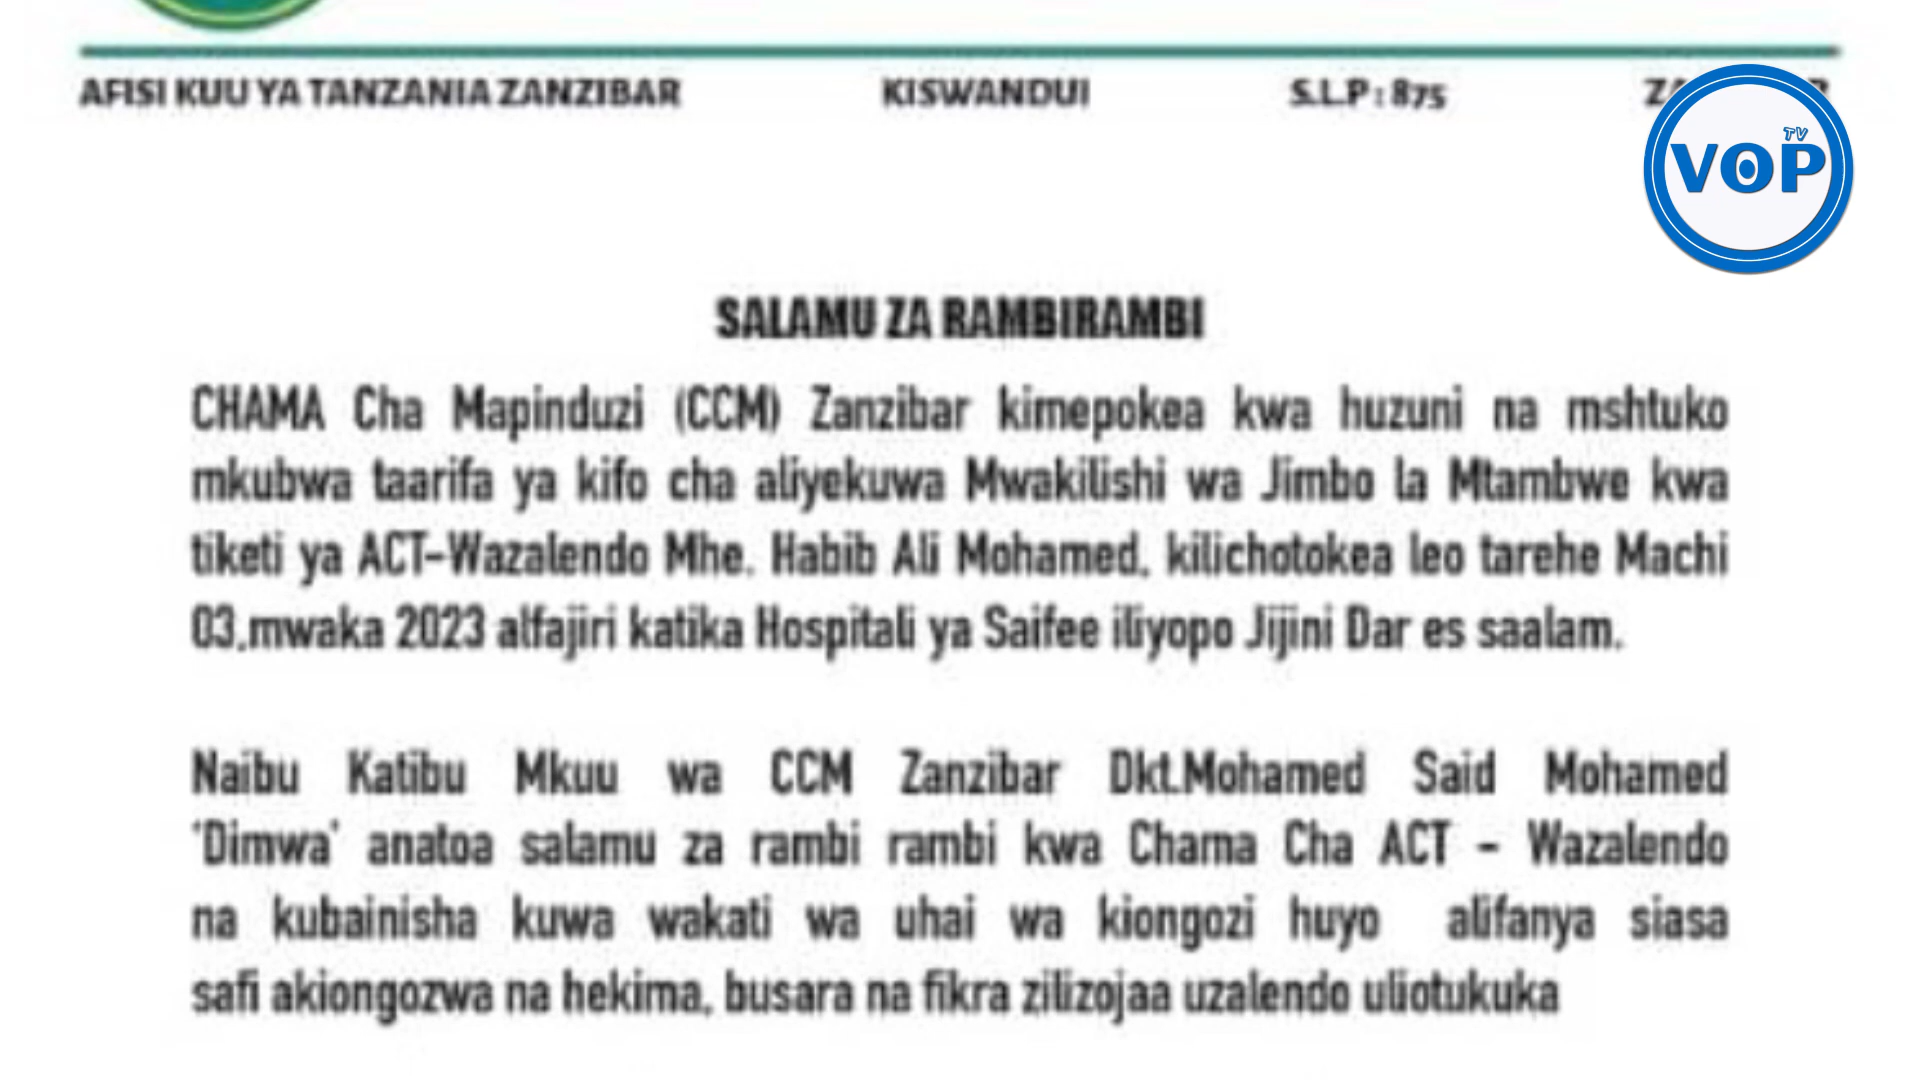 AFISI KUU YA TANZANIA ZANZIBAR KISWANDUI S.L.P : 875
TV
VOP
SALAMU ZA RAMBIRAMBI
CHAMA Cha Mapinduzi (CCM) Zanzibar kimepokea kwa huzuni na mshtuko
mkubwa taarifa ya kifo cha aliyekuwa Mwakilishi wa Jimbo la Mtambwe kwa
tiketi ya ACT-Wazalendo Mhe. Habib Ali Mohamed, kilichotokea leo tarehe Machi
03,mwaka 2023 alfajiri katika Hospitali ya Saifee iliyopo Jijini Dar es saalam.
Naibu Katibu Mkuu wa CCM Zanzibar Dkt.Mohamed Said Mohamed
'Dimwa' anatoa salamu za rambi rambi kwa Chama Cha ACT - Wazalendo
na kubainisha kuwa wakati wa uhai wa kiongozi huyo alifanya siasa
safi akiongozwa na hekima, busara na fikra zilizojaa uzalendo uliotukuka